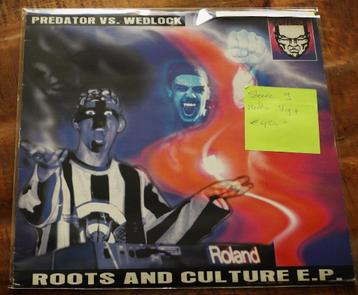 PREDATOR VS. WEDLOCK
Roland
ROOTS AND CULTURE E.P.